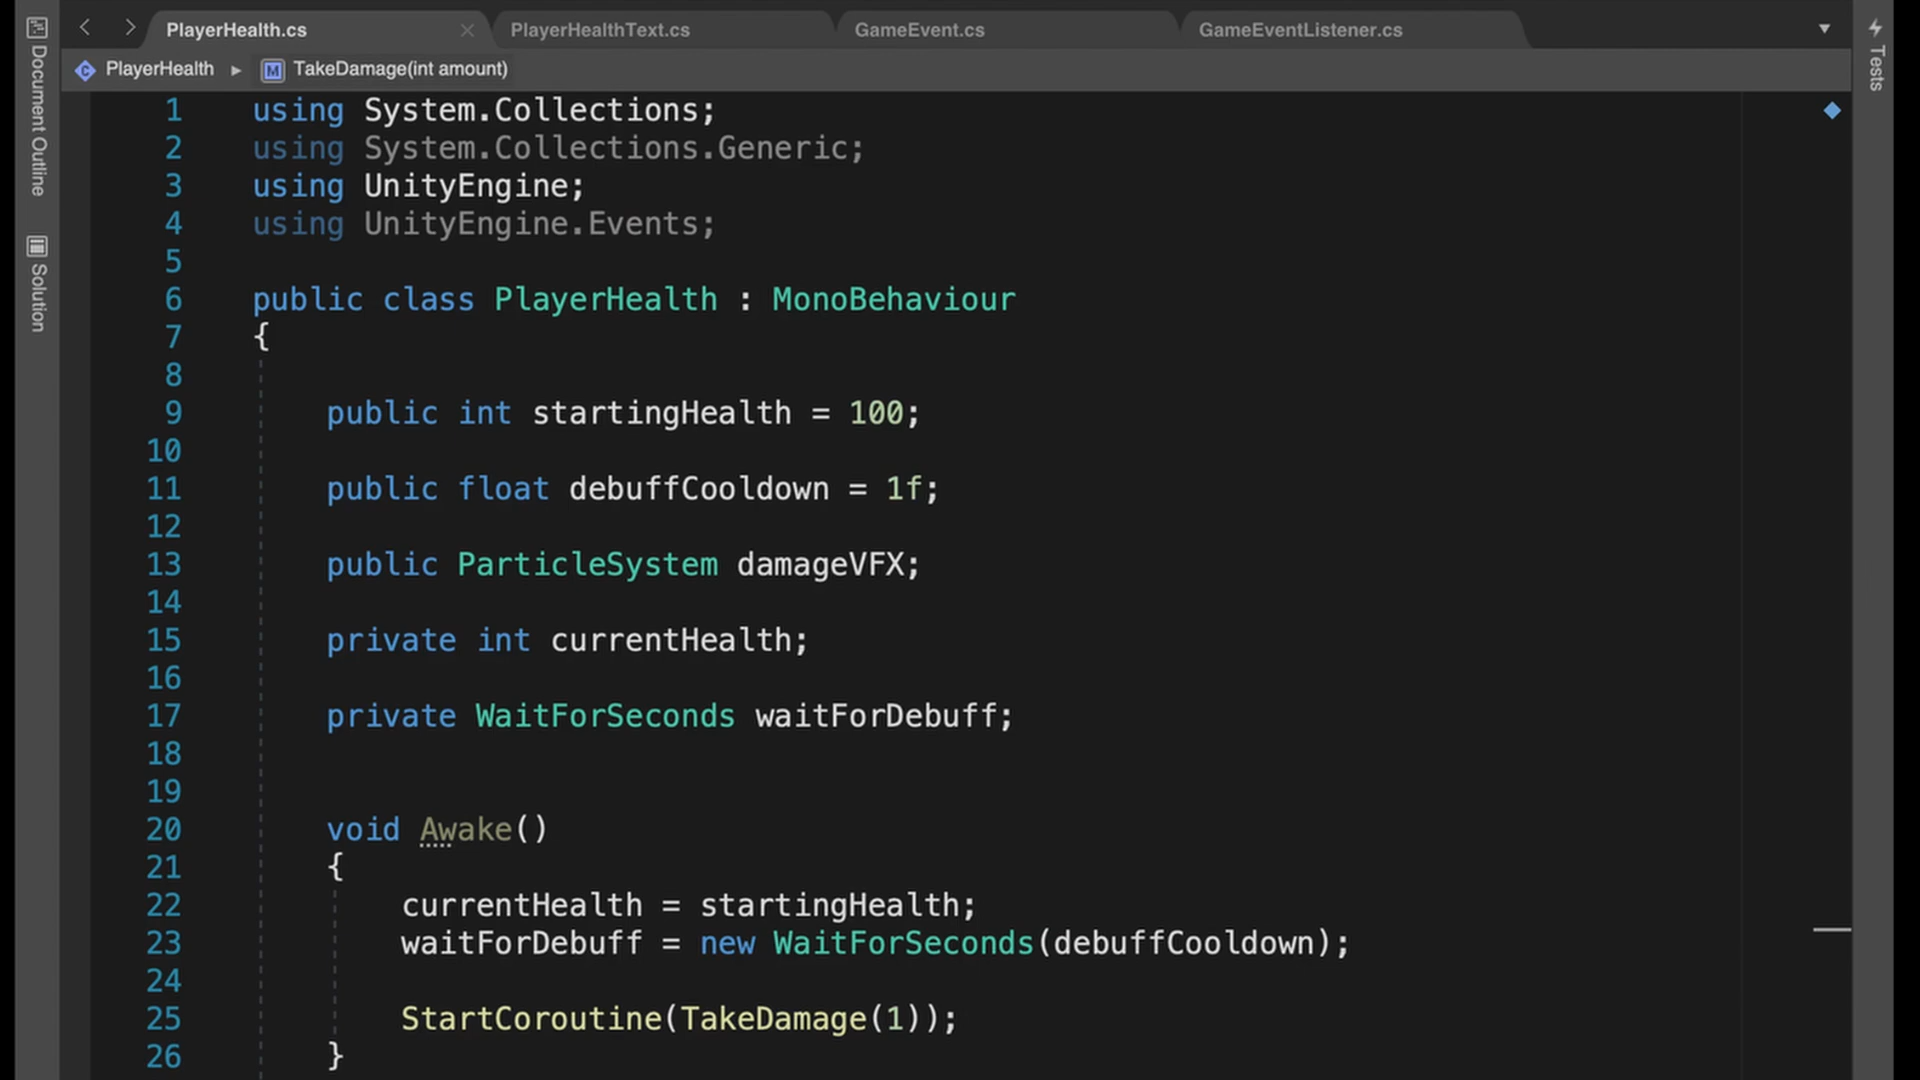 PlayerHealth.cs PlayerHealthText.cs GameEvent.cs GameEventListener.cs
PlayerHealth TakeDamage(int amount)
Document Outline
Solution
Tests
1 using System.Collections;
2 using System.Collections.Generic;
3 using UnityEngine;
4 using UnityEngine.Events;
5
6 public class PlayerHealth : MonoBehaviour
7 {
8
9 public int startingHealth = 100;
10
11 public float debuffCooldown = 1f;
12
13 public ParticleSystem damageVFX;
14
15 private int currentHealth;
16
17 private WaitForSeconds waitForDebuff;
18
19
20 void Awake()
21 {
22 currentHealth = startingHealth;
23 waitForDebuff = new WaitForSeconds(debuffCooldown);
24
25 StartCoroutine(TakeDamage(1));
26 }